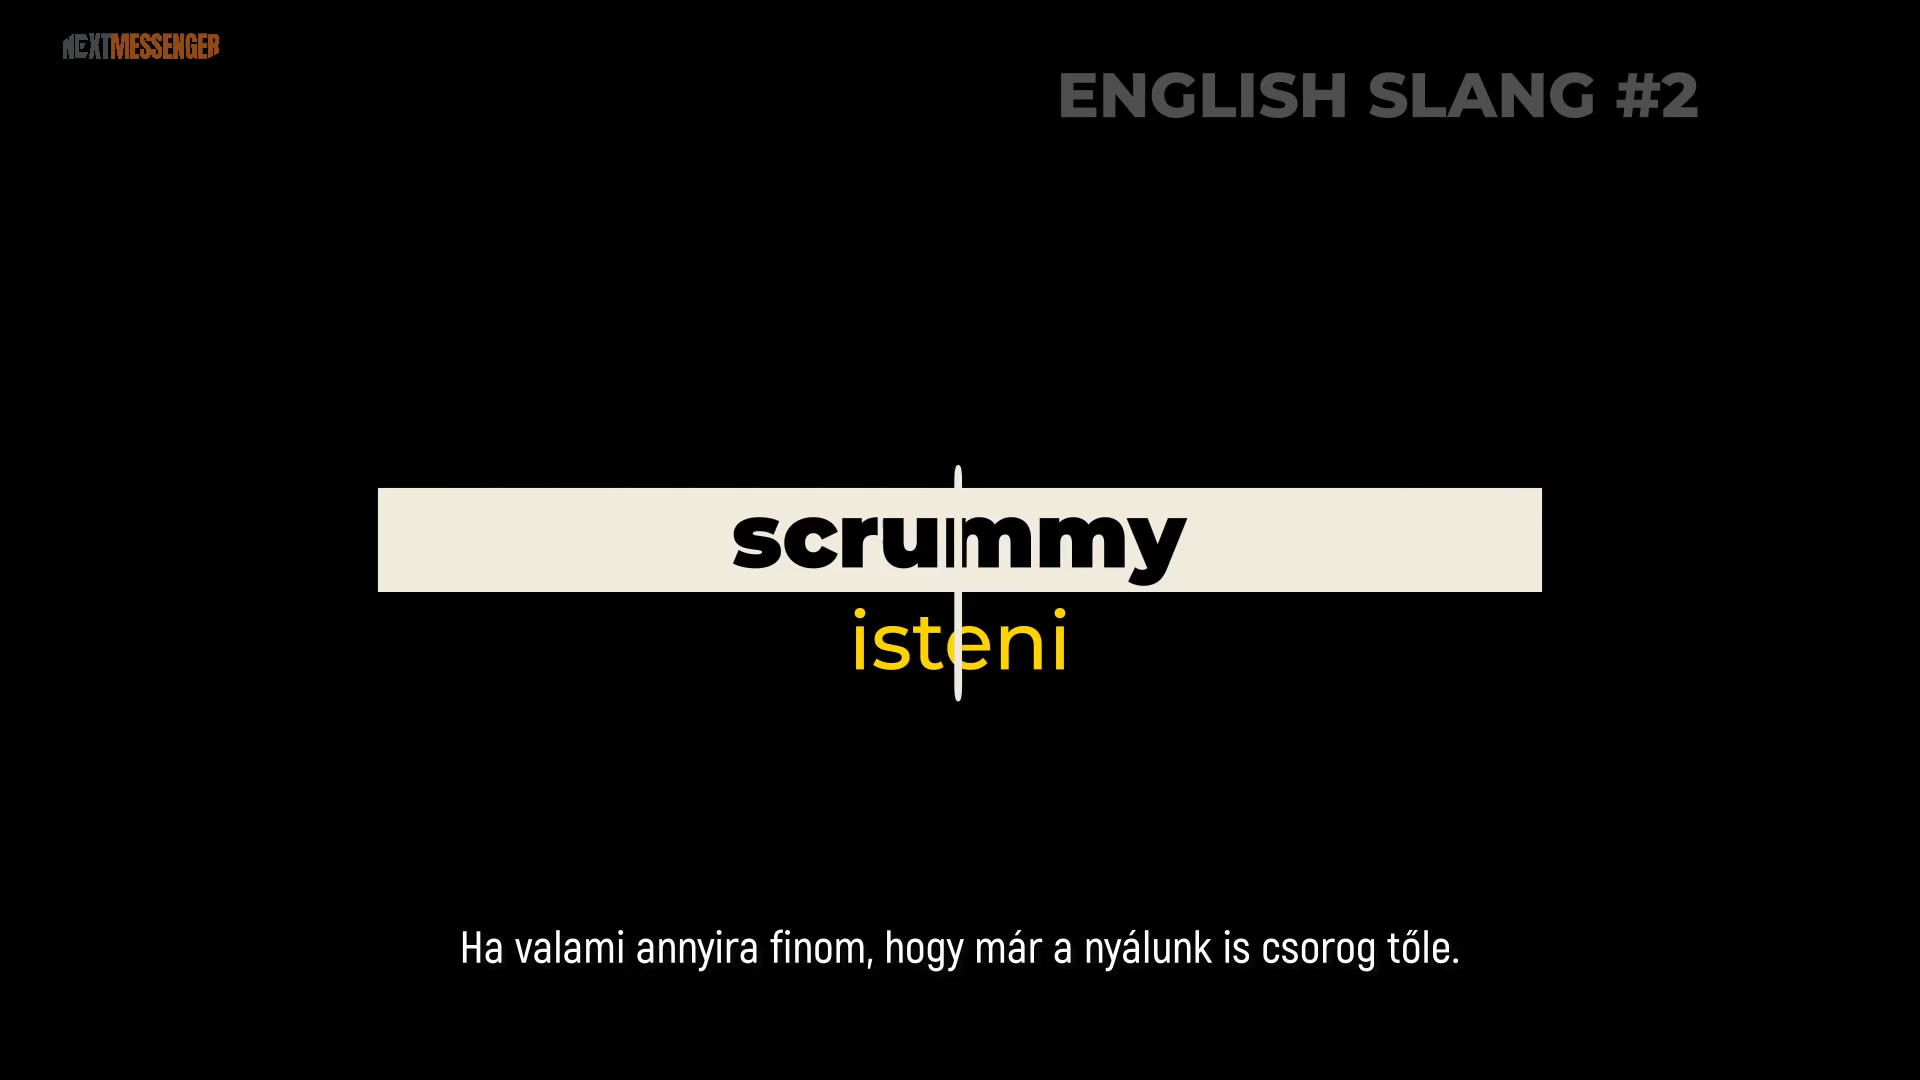 NEXTMESSENGER
ENGLISH SLANG #2
scrummy
isteni
Ha valami annyira finom, hogy már a nyálunk is csorog tőle.